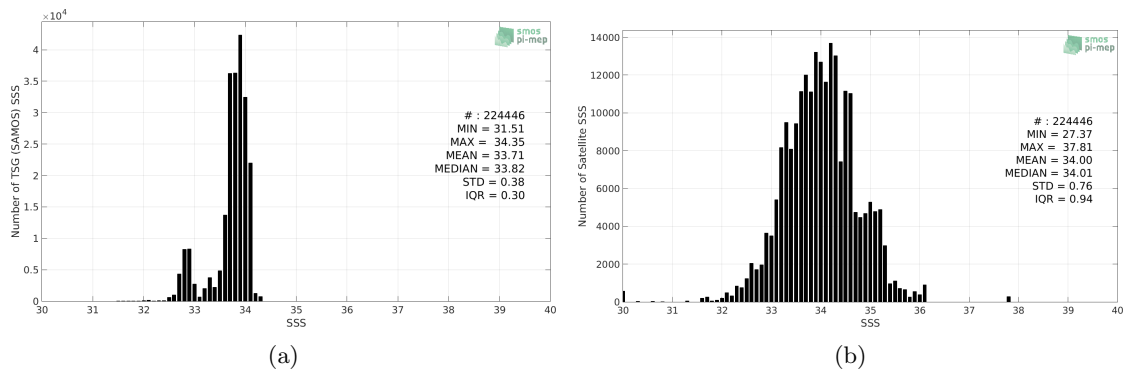 ×10^4
4
3.5
3
2.5
2
1.5
1
0.5
0
Number of TSG (SAMOS) SSS
30 31 32 33 34 35 36 37 38 39 40
SSS
smos
pi-mep
# : 224446
MIN = 31.51
MAX = 34.35
MEAN = 33.71
MEDIAN = 33.82
STD = 0.38
IQR = 0.30
(a)
14000
12000
10000
8000
6000
4000
2000
0
Number of Satellite SSS
30 31 32 33 34 35 36 37 38 39 40
SSS
smos
pi-mep
# : 224446
MIN = 27.37
MAX = 37.81
MEAN = 34.00
MEDIAN = 34.01
STD = 0.76
IQR = 0.94
(b)